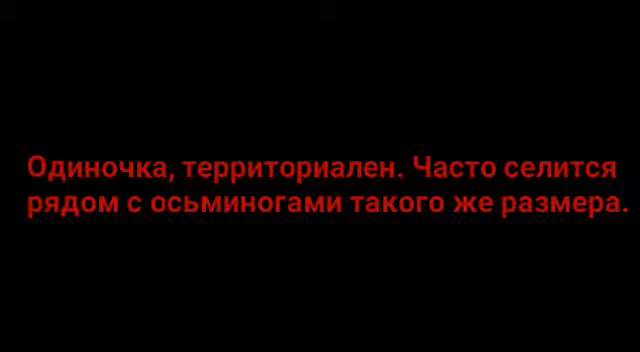 Одиночка, территориален. Часто селится
рядом с осьминогами такого же размера.